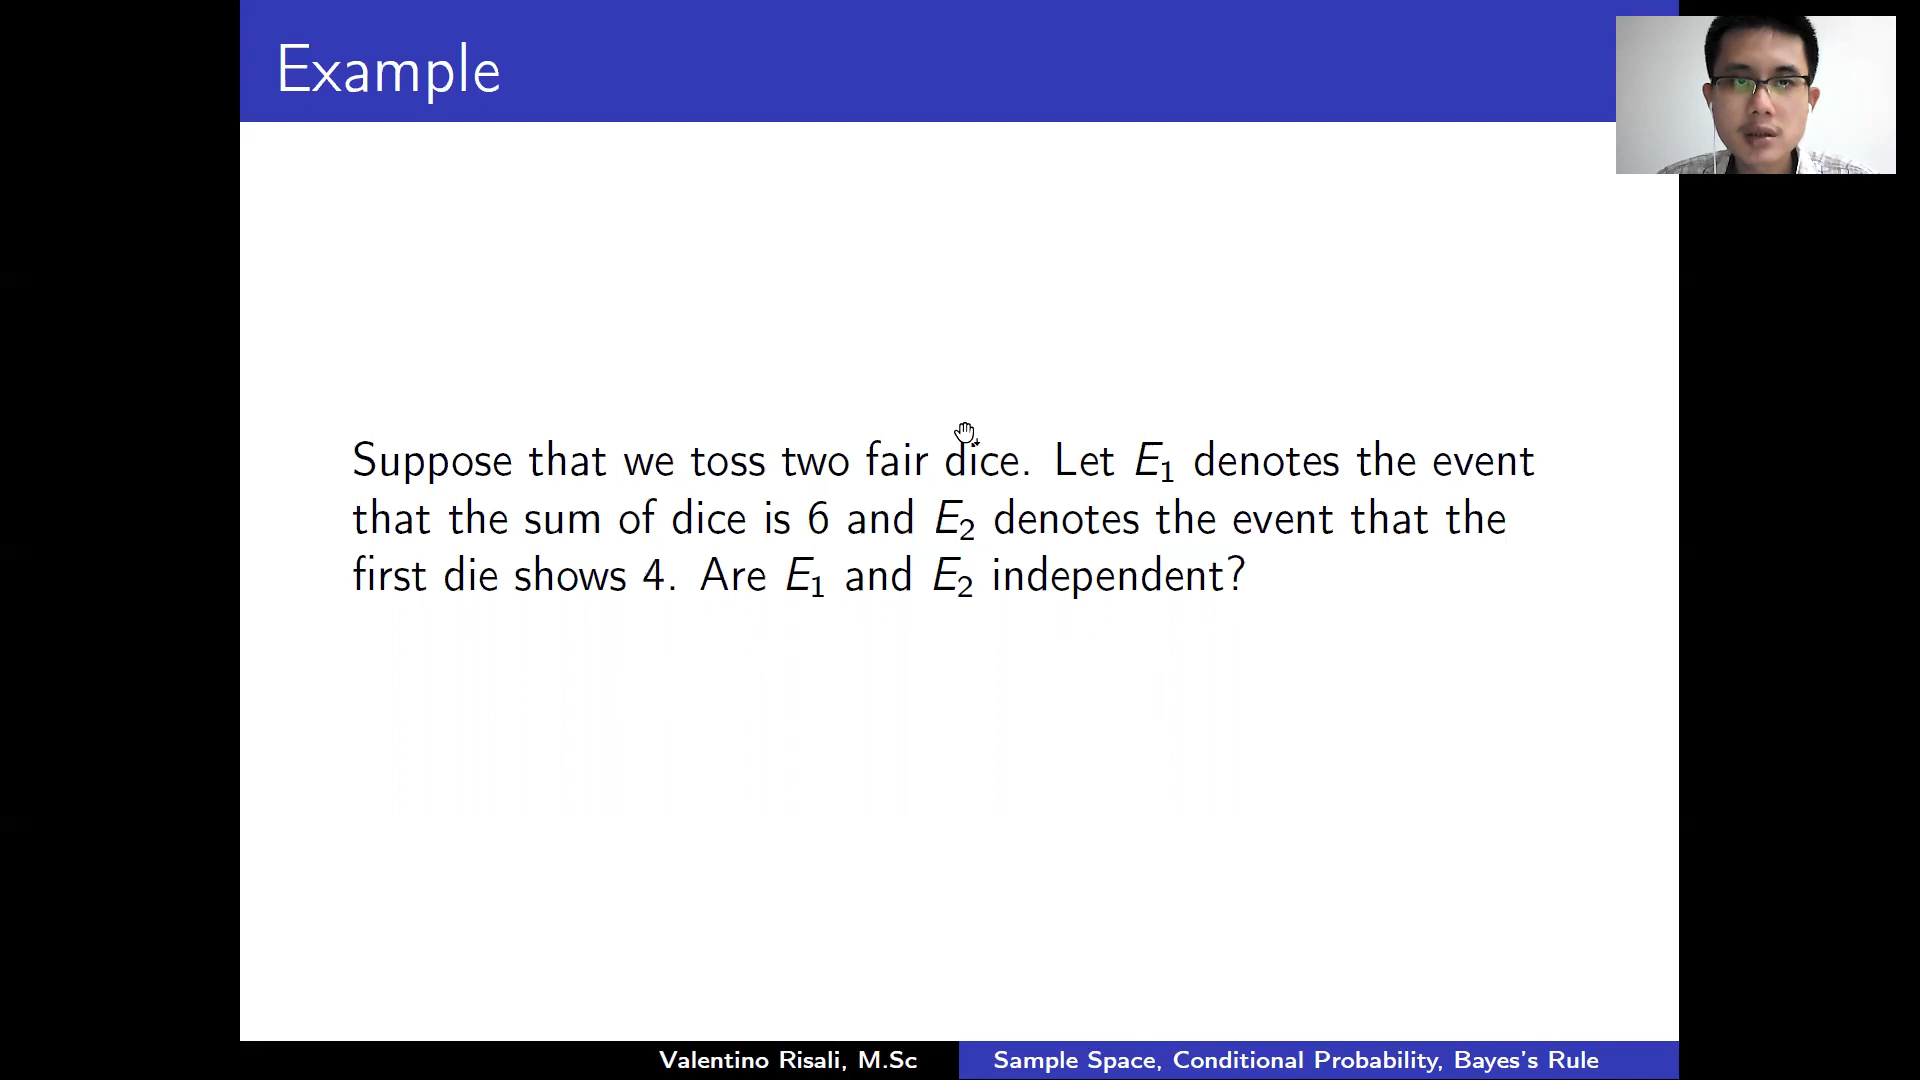 Example
Suppose that we toss two fair dice. Let E₁ denotes the event
that the sum of dice is 6 and E₂ denotes the event that the
first die shows 4. Are E₁ and E₂ independent?
Valentino Risali, M.Sc
Sample Space, Conditional Probability, Bayes's Rule